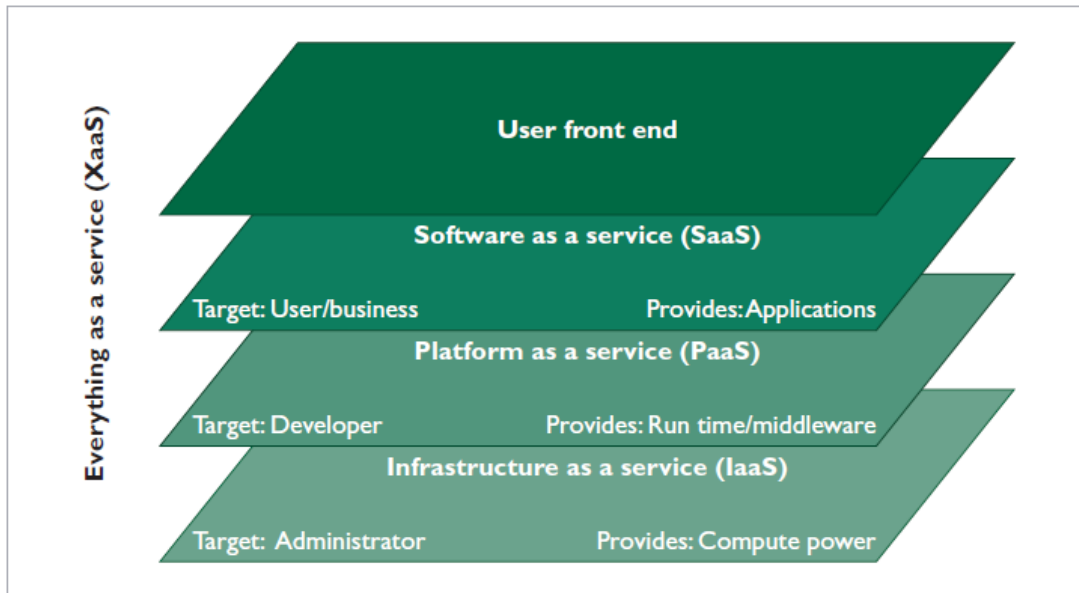 Everything as a service (XaaS)
User front end
Software as a service (SaaS)
Target: User/business Provides: Applications
Platform as a service (PaaS)
Target: Developer Provides: Run time/middleware
Infrastructure as a service (IaaS)
Target: Administrator Provides: Compute power